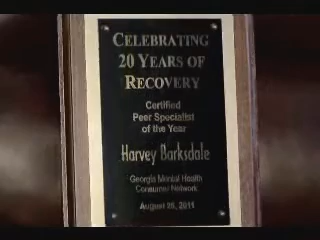 CELEBRATING
20 YEARS OF
RECOVERY
Certified
Peer Specialist
of the Year
Harvey Barksdale
Georgia Mental Health
Consumer Network
August 25, 2011